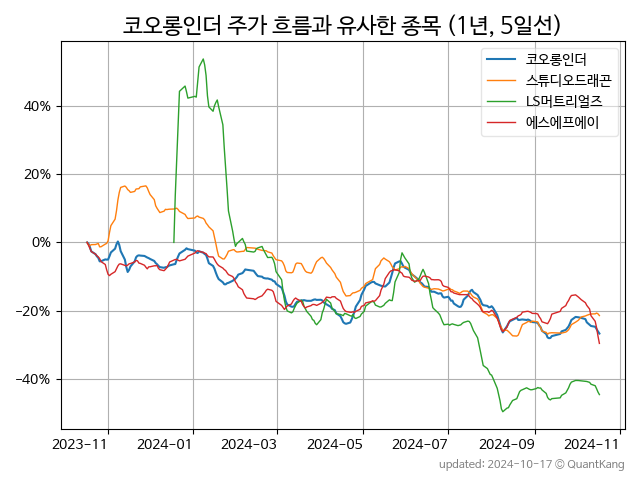 코오롱인더 주가 흐름과 유사한 종목 (1년, 5일선)
코오롱인더
스튜디오드래곤
LS머트리얼즈
에스에프에이
40%
20%
0%
−20%
−40%
2023-11 2024-01 2024-03 2024-05 2024-07 2024-09 2024-11
updated: 2024-10-17 © QuantKang